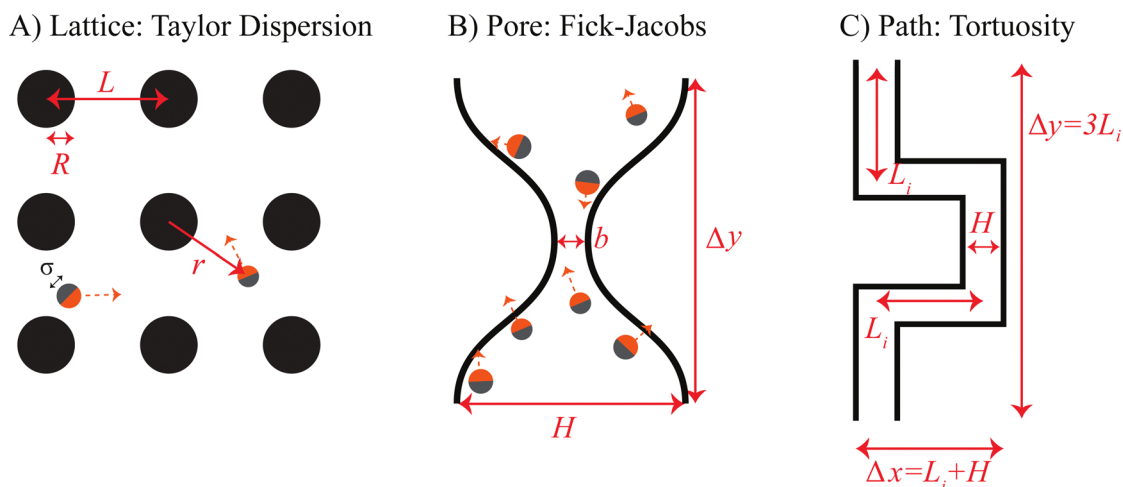 A) Lattice: Taylor Dispersion
L
R
r
σ
B) Pore: Fick-Jacobs
b
Δy
H
C) Path: Tortuosity
Δy=3Lᵢ
Lᵢ
H
Lᵢ
Δx=Lᵢ+H